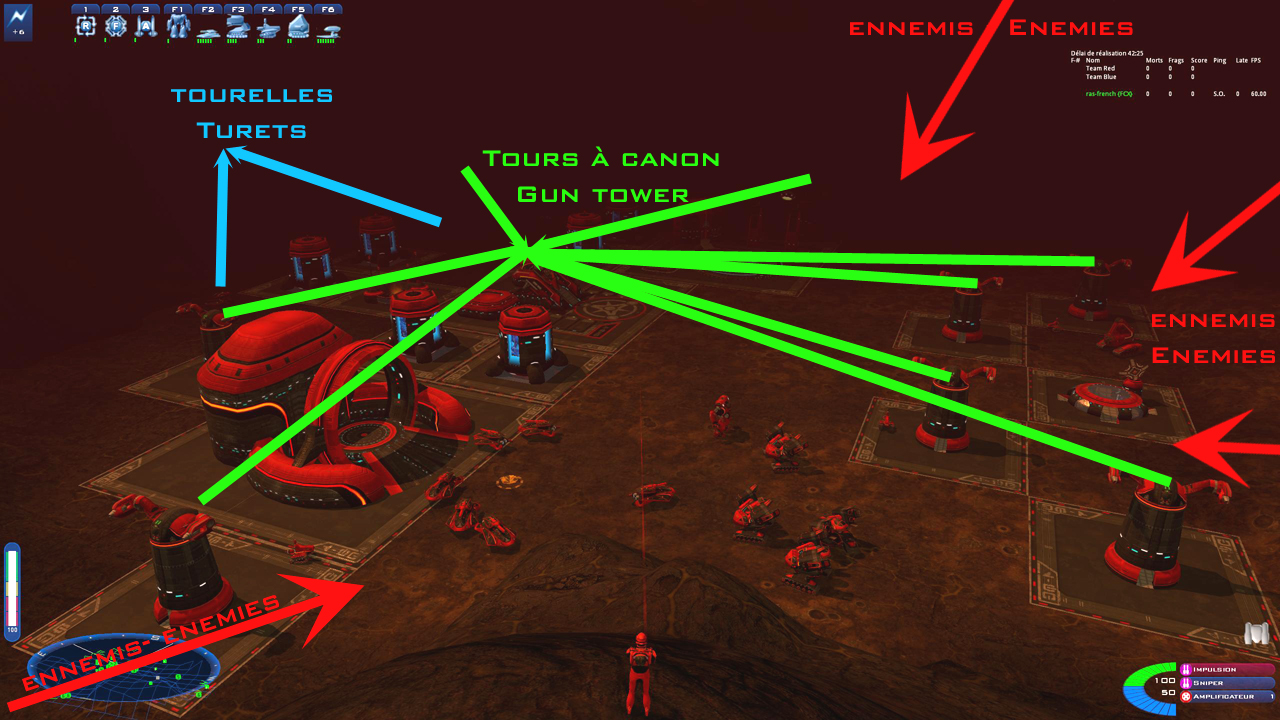 +6
1 2 3 F1 F2 F3 F4 F5 F6
R F A
ENNEMIS ENEMIES
Délai de réalisation 42:25
F-# Nom Morts Frags Score Ping Late FPS
Team Red 0 0 0
Team Blue 0 0 0
ras-french (FCX) 0 0 0 S.O. 0 60.00
TOURELLES
TURETS
TOURS À CANON
GUN TOWER
ENNEMIS
ENEMIES
100
ENNEMIS- ENEMIES
E S
100
50
IMPULSION
SNIPER
AMPLIFICATEUR 1